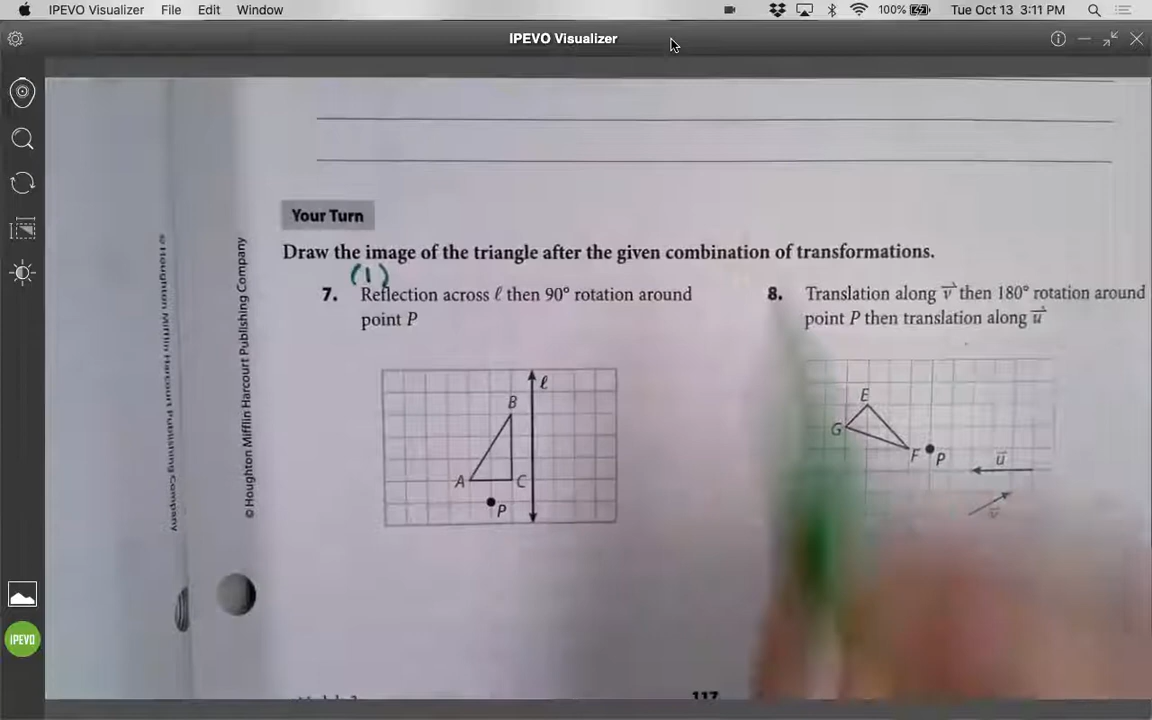 IPEVO Visualizer File Edit Window 100% Tue Oct 13 3:11 PM
IPEVO Visualizer
© Houghton Mifflin Harcourt Publishing Company
© Houghton Mifflin Harcourt Publishing Company
Your Turn
Draw the image of the triangle after the given combination of transformations.
(1)
7. Reflection across ℓ then 90° rotation around
point P
ℓ
B
A
C
P
8. Translation along v⃗ then 180° rotation around
point P then translation along u⃗
E
G
F
P
u⃗
v⃗
IPEVO
117